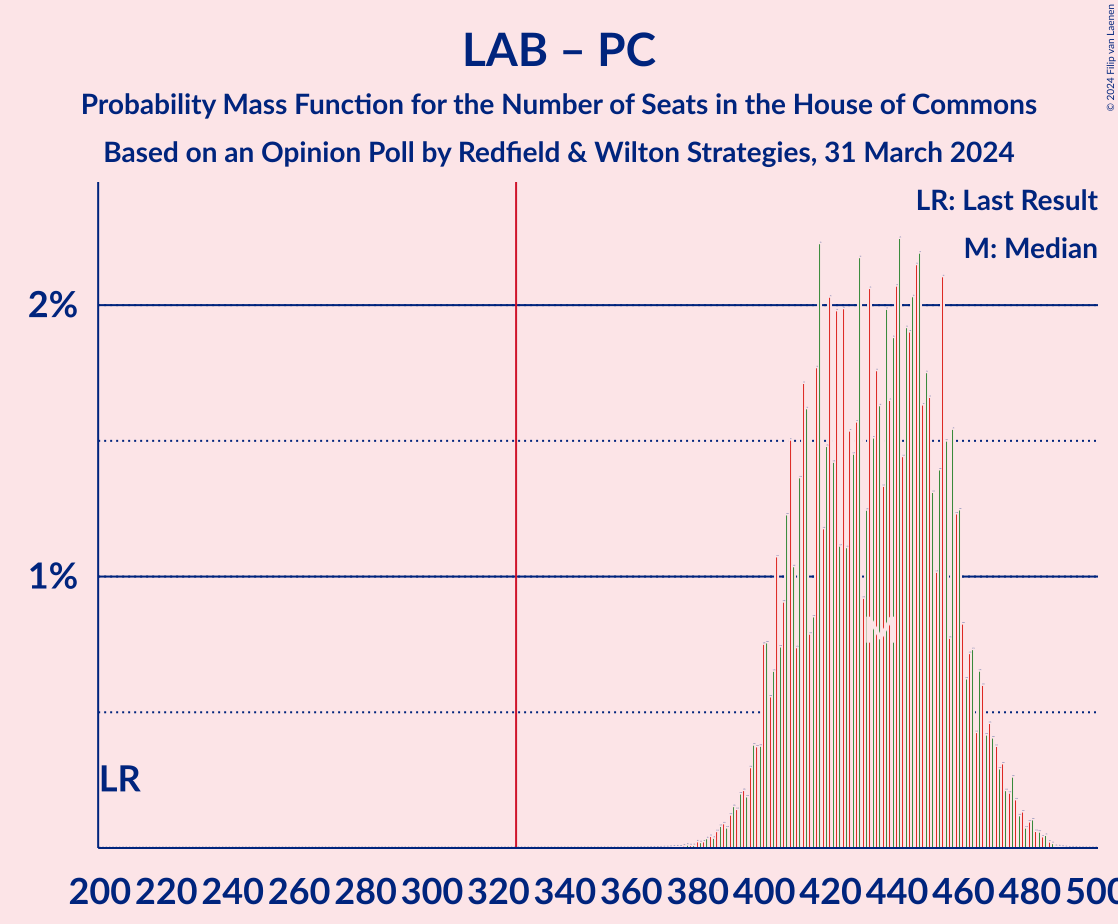 LAB – PC
Probability Mass Function for the Number of Seats in the House of Commons
Based on an Opinion Poll by Redfield & Wilton Strategies, 31 March 2024
© 2024 Filip van Laenen
LR: Last Result
M: Median
2%
1%
LR
M
200 220 240 260 280 300 320 340 360 380 400 420 440 460 480 500